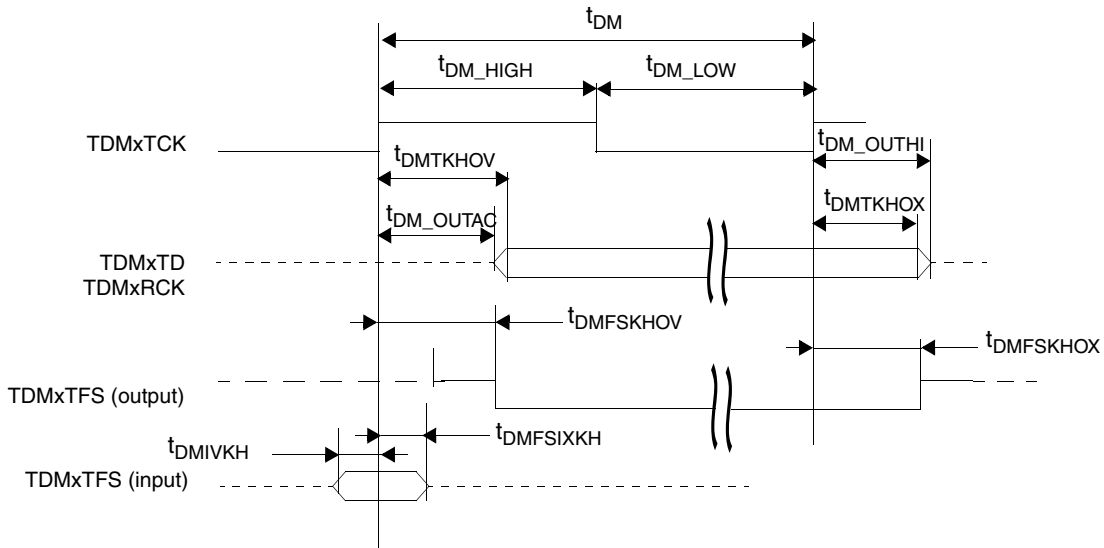 tDM
tDM_HIGH
tDM_LOW
TDMxTCK
tDM_OUTHI
tDMTKHOV
tDMTKHOX
tDM_OUTAC
TDMxTD
TDMxRCK
tDMFSKHOV
tDMFSKHOX
TDMxTFS (output)
tDMFSIXKH
tDMIVKH
TDMxTFS (input)